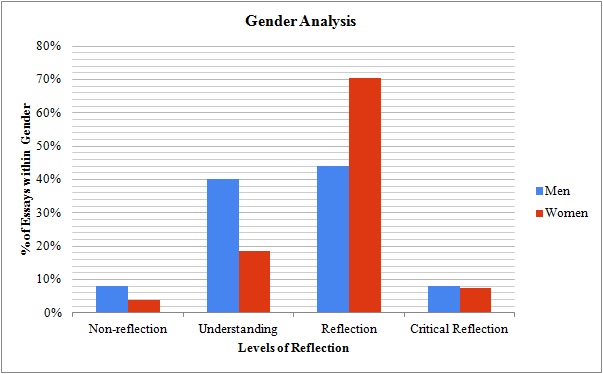 Gender Analysis
80%
70%
60%
50%
40%
30%
20%
10%
0%
% of Essays within Gender
Non-reflection
Understanding
Reflection
Critical Reflection
Levels of Reflection
Men
Women